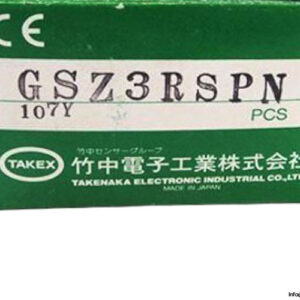 CE
GSZ3RSPN
107Y
PCS
竹中センサーグループ
TAKEX 竹中電子工業株式会社
TAKENAKA ELECTRONIC INDUSTRIAL CO.,LT
MADE IN JAPAN